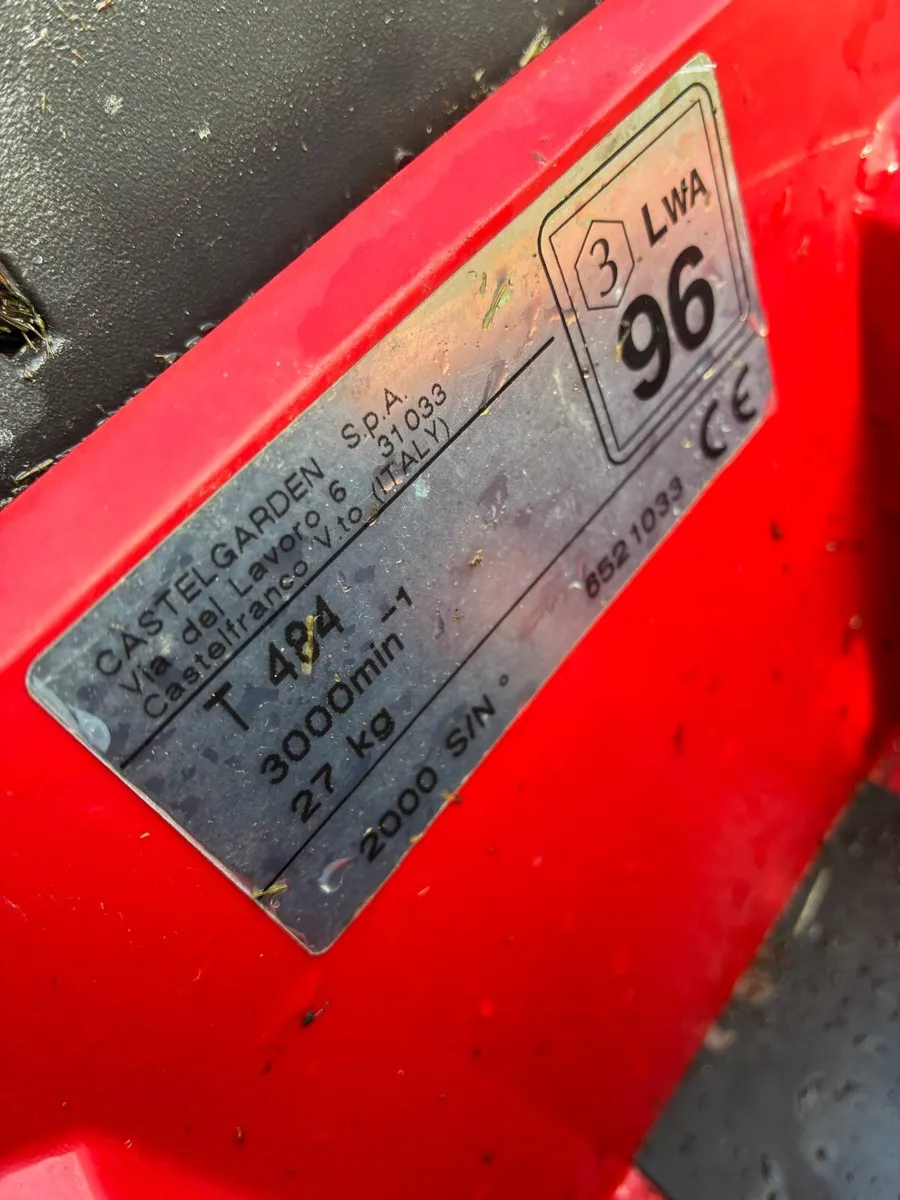 CASTELGARDEN S.p.A.
Via del Lavoro 6 31033
Castelfranco V.to (ITALY)
T 484
3000min⁻¹
27 kg
2000 S/N° 6521033
3 LWA
96
CE